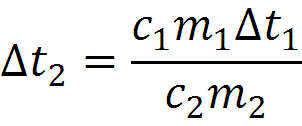 Δt₂ = c₁m₁Δt₁ / c₂m₂